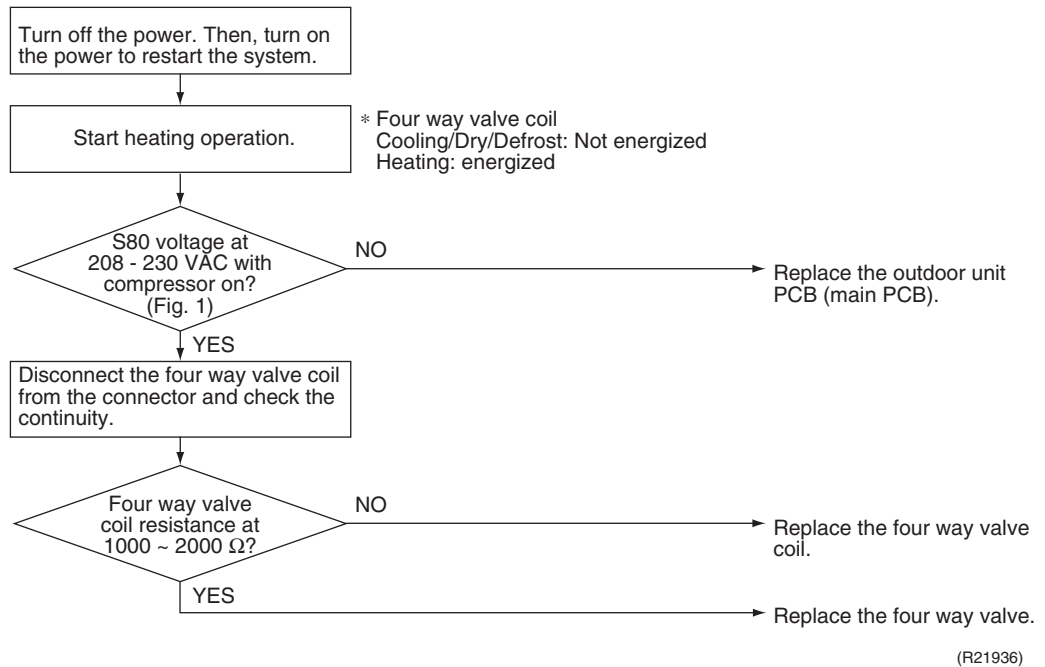 Turn off the power. Then, turn on
the power to restart the system.
Start heating operation.
* Four way valve coil
Cooling/Dry/Defrost: Not energized
Heating: energized
S80 voltage at
208 - 230 VAC with
compressor on?
(Fig. 1)
NO
Replace the outdoor unit
PCB (main PCB).
YES
Disconnect the four way valve coil
from the connector and check the
continuity.
Four way valve
coil resistance at
1000 ~ 2000 Ω?
NO
Replace the four way valve
coil.
YES
Replace the four way valve.
(R21936)